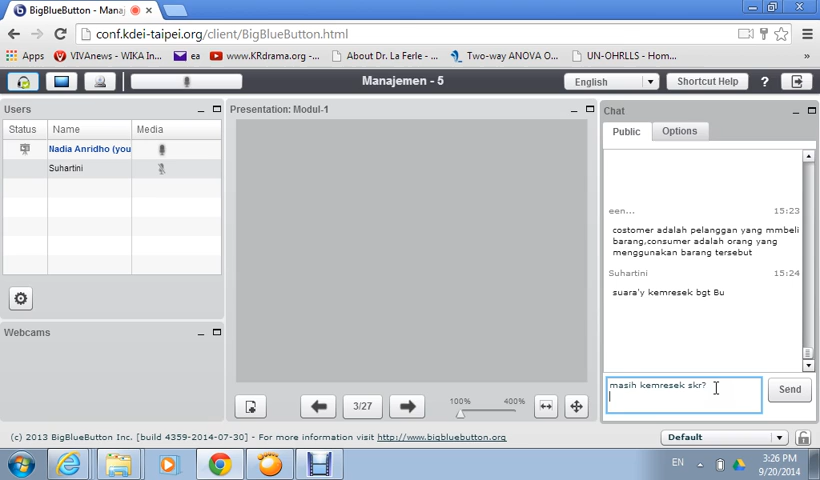 BigBlueButton - Mana
conf.kdei-taipei.org/client/BigBlueButton.html
Apps
VIVAnews - WIKA In...
ea
www.KRdrama.org -...
About Dr. La Ferle -...
Two-way ANOVA O...
UN-OHRLLS - Hom...
»
Manajemen - 5
English
Shortcut Help
?
Users
Status
Name
Media
Nadia Anridho (you
Suhartini
Webcams
Presentation: Modul-1
3/27
100%
400%
Chat
Public
Options
een...
15:23
costomer adalah pelanggan yang mmbeli
barang,consumer adalah orang yang
menggunakan barang tersebut
Suhartini
15:24
suara'y kemresek bgt Bu
masih kemresek skr?
Send
(c) 2013 BigBlueButton Inc. [build 4359-2014-07-30] - For more information visit http://www.bigbluebutton.org
Default
EN
3:26 PM
9/20/2014